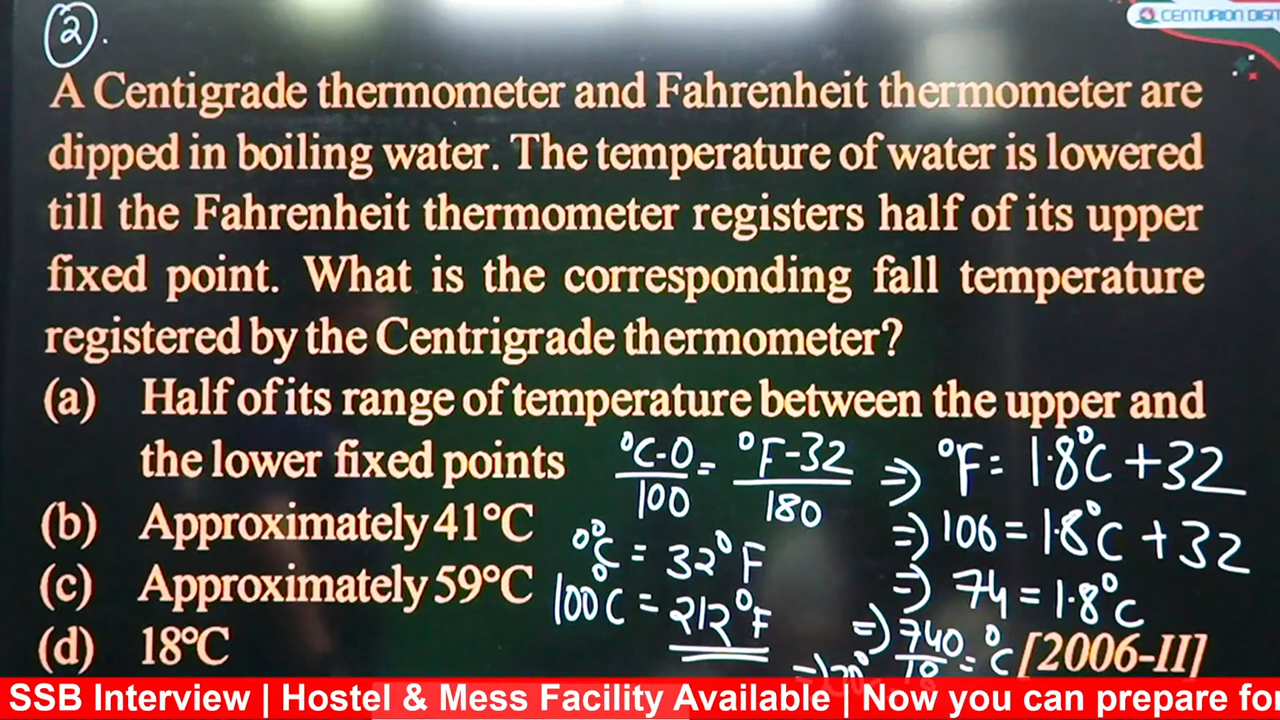 ②.
CENTURION DIGIT
A Centigrade thermometer and Fahrenheit thermometer are
dipped in boiling water. The temperature of water is lowered
till the Fahrenheit thermometer registers half of its upper
fixed point. What is the corresponding fall temperature
registered by the Centrigrade thermometer?
(a) Half of its range of temperature between the upper and
the lower fixed points
(b) Approximately 41°C
(c) Approximately 59°C
(d) 18°C
[2006-II]
°C-0/100 = °F-32/180 ⇒ °F = 1.8°C + 32
⇒ 106 = 1.8°C + 32
0°C = 32°F
⇒ 74 = 1.8°C
100°C = 212°F
⇒ 740/18 = °C
SSB Interview | Hostel & Mess Facility Available | Now you can prepare for